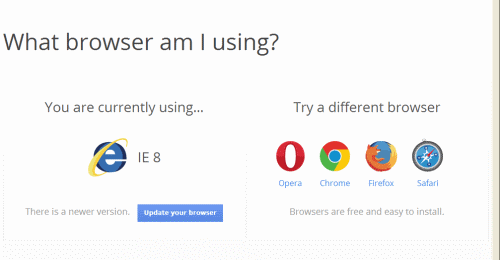 What browser am I using?
You are currently using...
IE 8
There is a newer version. Update your browser
Try a different browser
Opera Chrome Firefox Safari
Browsers are free and easy to install.